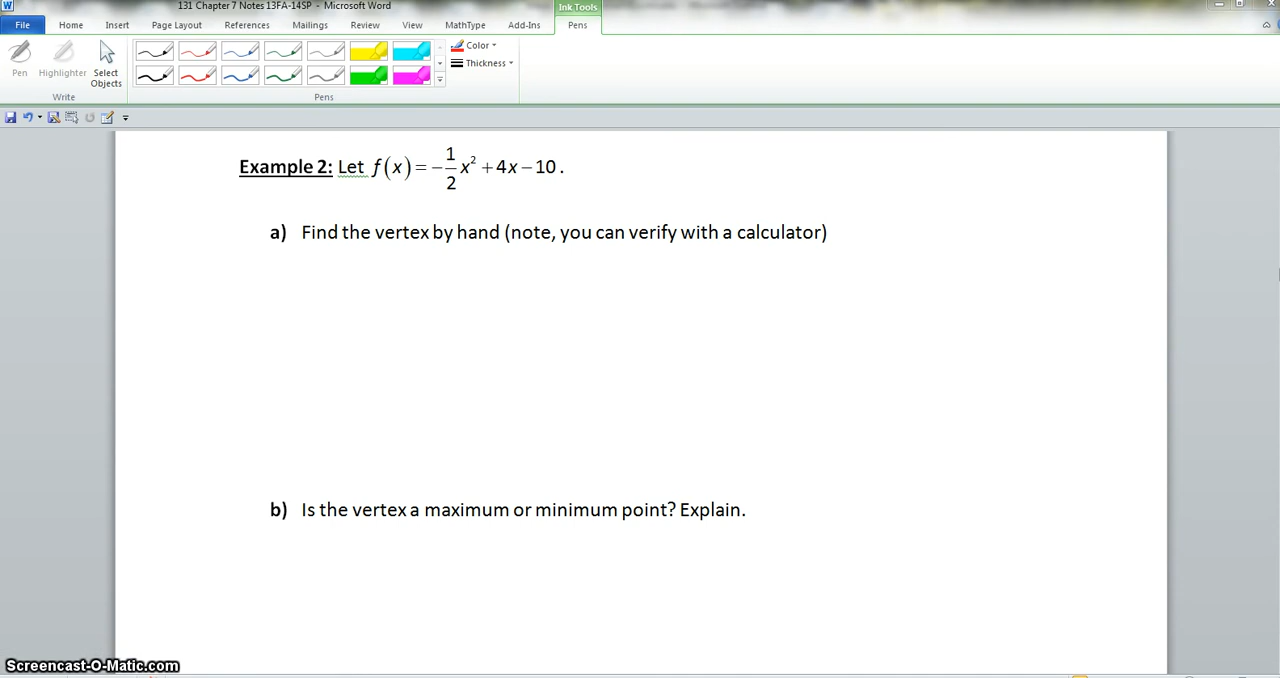 131 Chapter 7 Notes 13FA-14SP - Microsoft Word
Ink Tools
File Home Insert Page Layout References Mailings Review View MathType Add-Ins Pens
Pen Highlighter Select Objects
Color
Thickness
Write Pens
Example 2: Let f(x) = -1/2 x² + 4x - 10.
a) Find the vertex by hand (note, you can verify with a calculator)
b) Is the vertex a maximum or minimum point? Explain.
Screencast-O-Matic.com